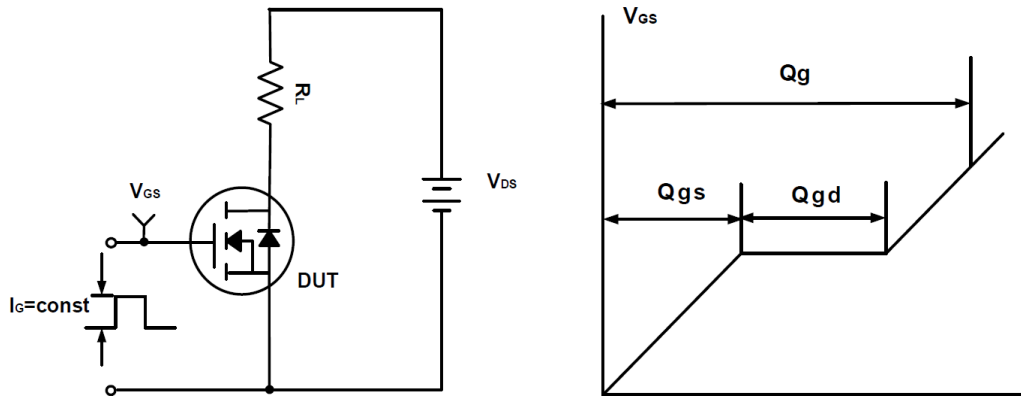 RL
VGS
VDS
DUT
IG=const
VGS
Qg
Qgs
Qgd